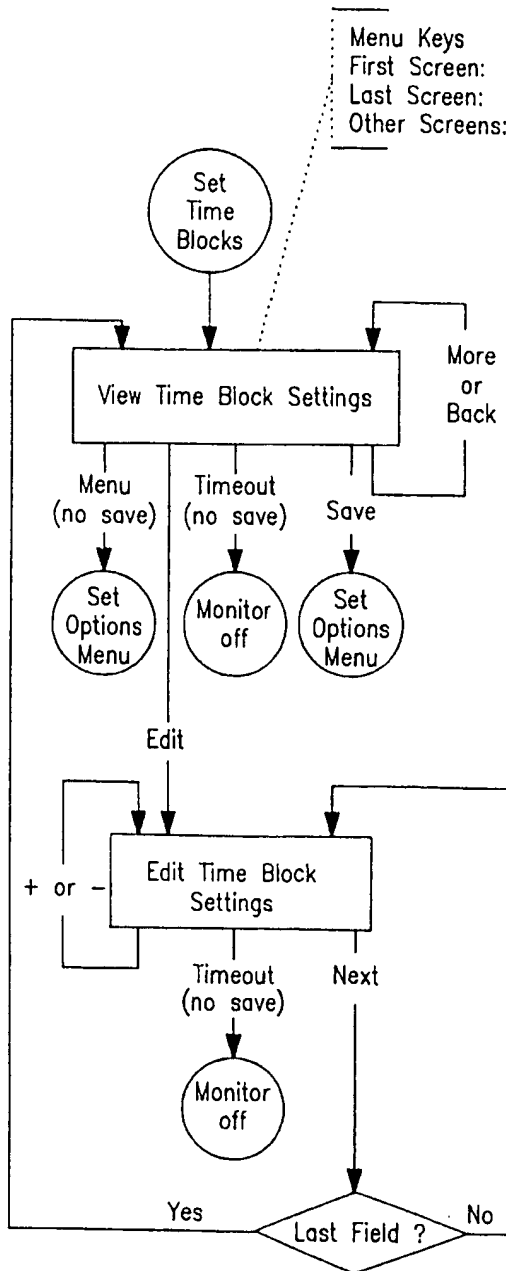 Menu Keys
First Screen:
Last Screen:
Other Screens:
Set
Time
Blocks
View Time Block Settings
More
or
Back
Menu
(no save)
Timeout
(no save)
Save
Set
Options
Menu
Monitor
off
Set
Options
Menu
Edit
+ or -
Edit Time Block
Settings
Timeout
(no save)
Next
Monitor
off
Yes
Last Field ?
No